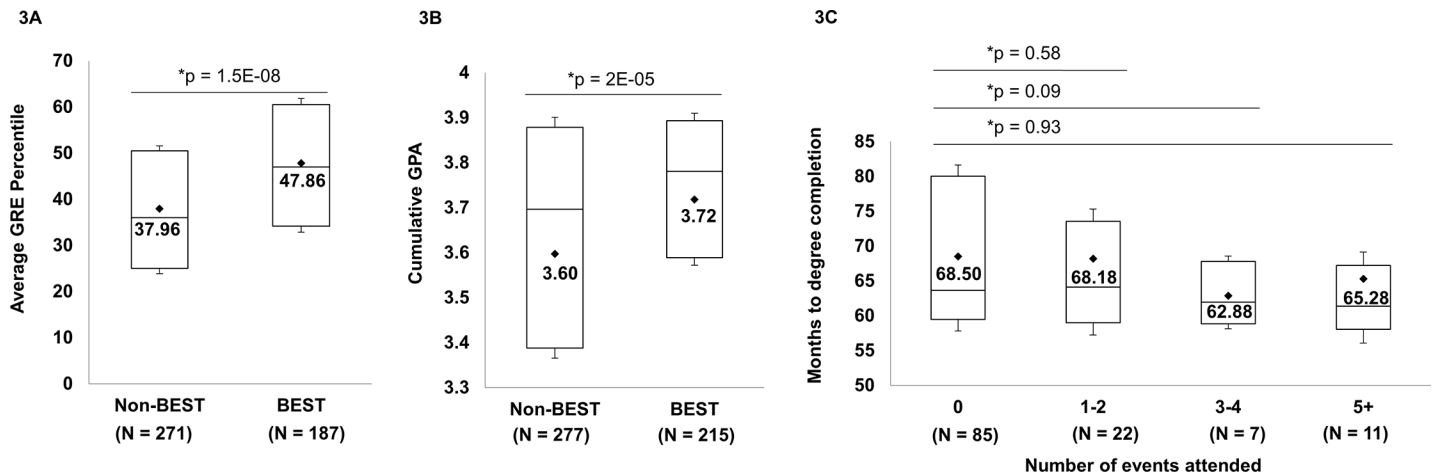 3A
70
60
50
40
30
20
10
0
Average GRE Percentile
*p = 1.5E-08
37.96
47.86
Non-BEST
(N = 271)
BEST
(N = 187)
3B
4
3.9
3.8
3.7
3.6
3.5
3.4
3.3
Cumulative GPA
*p = 2E-05
3.60
3.72
Non-BEST
(N = 277)
BEST
(N = 215)
3C
*p = 0.58
*p = 0.09
*p = 0.93
85
80
75
70
65
60
55
50
Months to degree completion
68.50
68.18
62.88
65.28
0
(N = 85)
1-2
(N = 22)
3-4
(N = 7)
5+
(N = 11)
Number of events attended